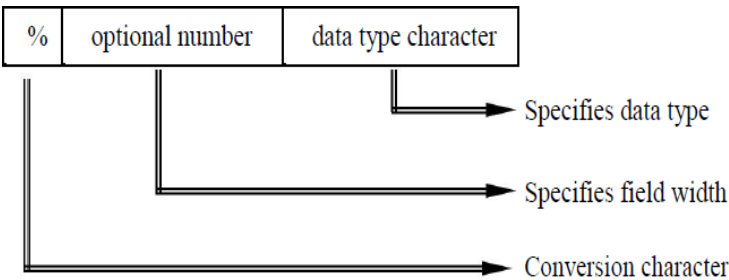 % optional number data type character
Specifies data type
Specifies field width
Conversion character